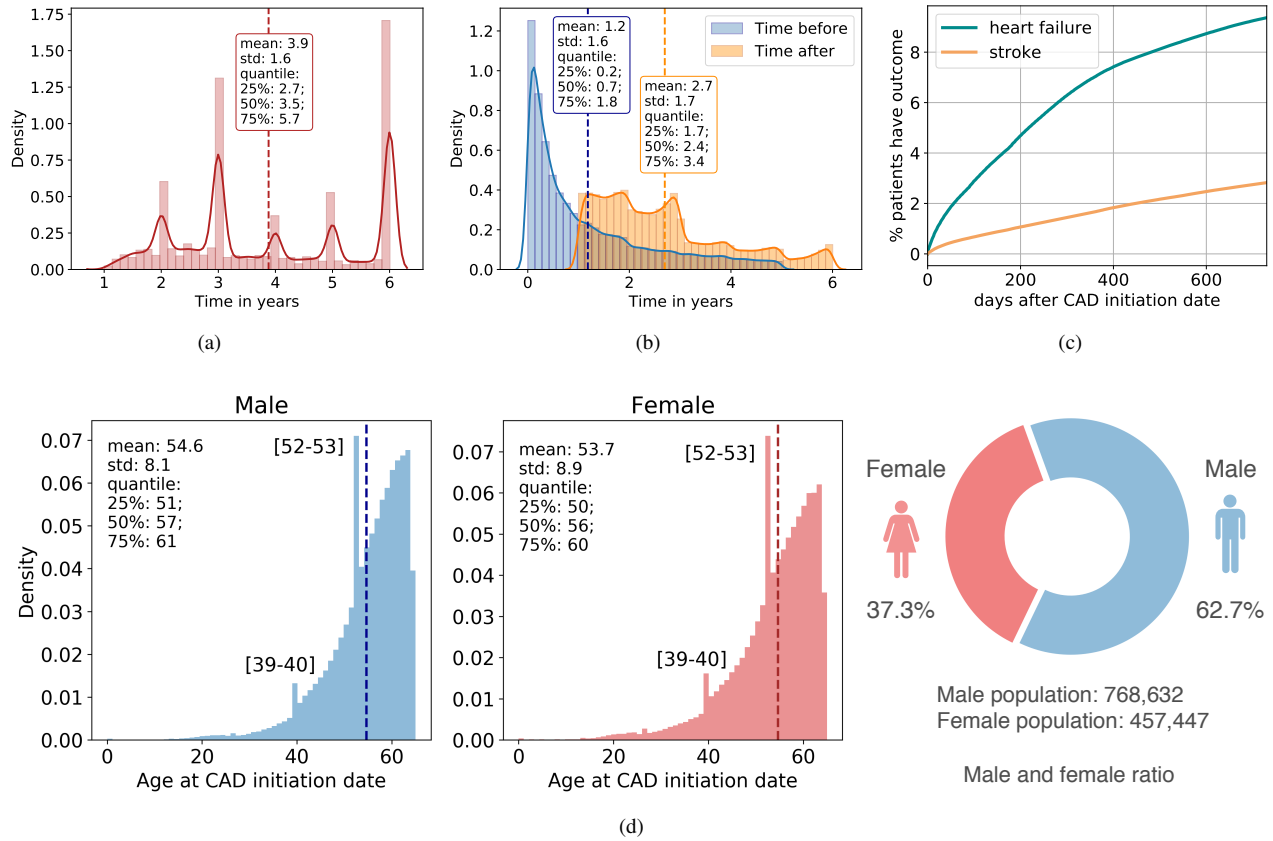 1.75
1.50
1.25
1.00
0.75
0.50
0.25
0.00
Density
mean: 3.9
std: 1.6
quantile:
25%: 2.7;
50%: 3.5;
75%: 5.7
1 2 3 4 5 6
Time in years
(a)
1.2
1.0
0.8
0.6
0.4
0.2
0.0
Density
mean: 1.2
std: 1.6
quantile:
25%: 0.2;
50%: 0.7;
75%: 1.8
Time before
Time after
mean: 2.7
std: 1.7
quantile:
25%: 1.7;
50%: 2.4;
75%: 3.4
0 2 4 6
Time in years
(b)
heart failure
stroke
8
6
4
2
0
% patients have outcome
0 200 400 600
days after CAD initiation date
(c)
Male
0.07
0.06
0.05
0.04
0.03
0.02
0.01
0.00
Density
mean: 54.6
std: 8.1
quantile:
25%: 51;
50%: 57;
75%: 61
[52-53]
[39-40]
0 20 40 60
Age at CAD initiation date
Female
0.07
0.06
0.05
0.04
0.03
0.02
0.01
0.00
mean: 53.7
std: 8.9
quantile:
25%: 50;
50%: 56;
75%: 60
[52-53]
[39-40]
0 20 40 60
Age at CAD initiation date
Female
37.3%
Male
62.7%
Male population: 768,632
Female population: 457,447
Male and female ratio
(d)